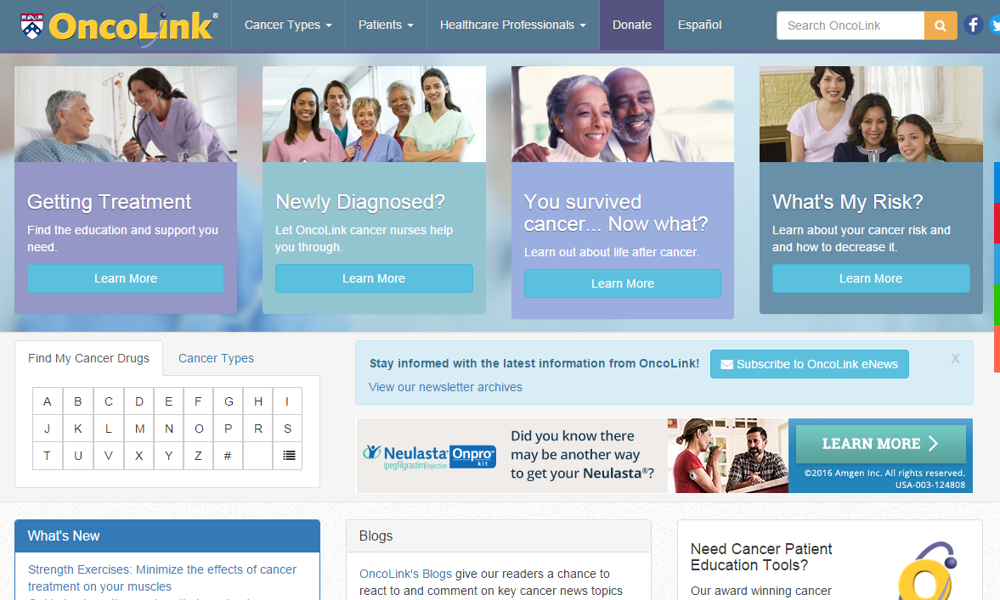 OncoLink®
Cancer Types
Patients
Healthcare Professionals
Donate
Español
Search OncoLink
Getting Treatment
Find the education and support you
need.
Learn More
Newly Diagnosed?
Let OncoLink cancer nurses help
you through.
Learn More
You survived
cancer... Now what?
Learn out about life after cancer.
Learn More
What's My Risk?
Learn about your cancer risk and
and how to decrease it.
Learn More
Find My Cancer Drugs
Cancer Types
A B C D E F G H I
J K L M N O P R S
T U V X Y Z #
Stay informed with the latest information from OncoLink!
Subscribe to OncoLink eNews
x
View our newsletter archives
Neulasta® Onpro™
kit
(pegfilgrastim) injection
Did you know there
may be another way
to get your Neulasta®?
LEARN MORE
©2016 Amgen Inc. All rights reserved.
USA-003-124808
What's New
Strength Exercises: Minimize the effects of cancer
treatment on your muscles
Blogs
OncoLink's Blogs give our readers a chance to
react to and comment on key cancer news topics
Need Cancer Patient
Education Tools?
Our award winning cancer